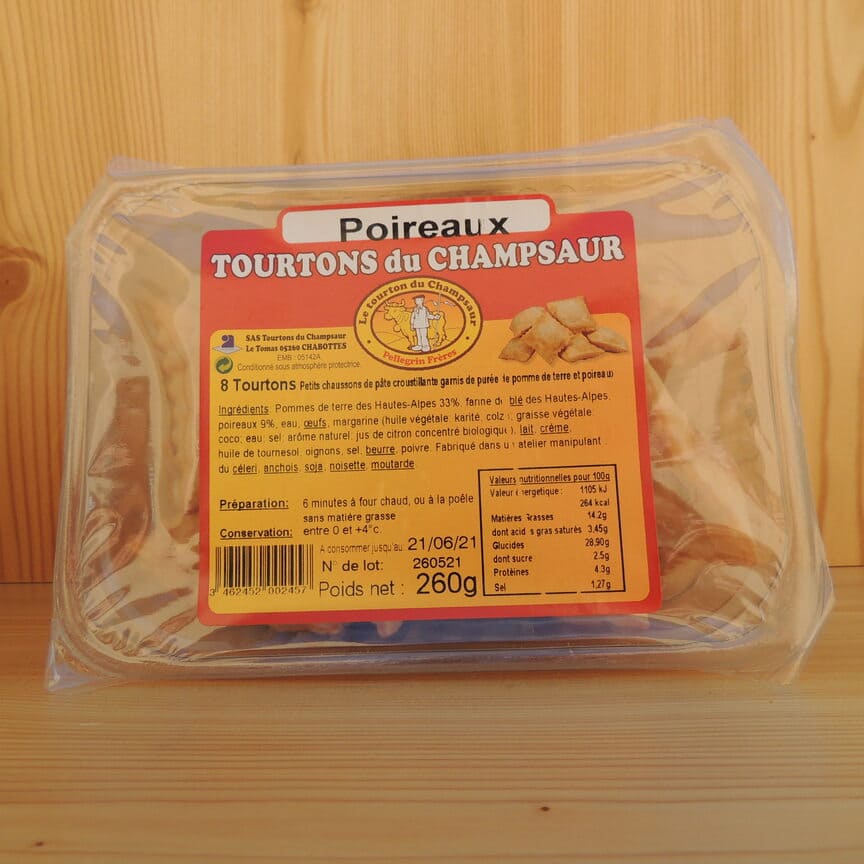 Poireaux
TOURTONS du CHAMPSAUR
Le tourton du Champsaur
Pellegrin Frères
SAS Tourtons du Champsaur
Le Tomas 05260 CHABOTTES
EMB : 05142A
Conditionné sous atmosphère protectrice.
8 Tourtons Petits chaussons de pâte croustillante garnis de purée de pomme de terre et poireau
Ingrédients Pommes de terre des Hautes-Alpes 33%, farine de blé des Hautes-Alpes,
poireaux 9%, eau, œufs, margarine (huile végétale: karité, colza, graisse végétale:
coco, eau, sel, arôme naturel, jus de citron concentré biologique), lait, crème,
huile de tournesol, oignons, sel, beurre, poivre. Fabriqué dans un atelier manipulant
du céleri, anchois, soja, noisette, moutarde
Préparation: 6 minutes à four chaud, ou à la poêle
sans matière grasse
Conservation: entre 0 et +4°c.
A consommer jusqu'au 21/06/21
N° de lot: 260521
Poids net : 260g
3 462452 002457
Valeurs nutritionnelles pour 100g
Valeur énergetique : 1105 kJ
264 kcal
Matières Grasses 14.2g
dont acides gras saturés 3,45g
Glucides 28,90g
dont sucre 2.5g
Protéines 4.3g
Sel 1,27g